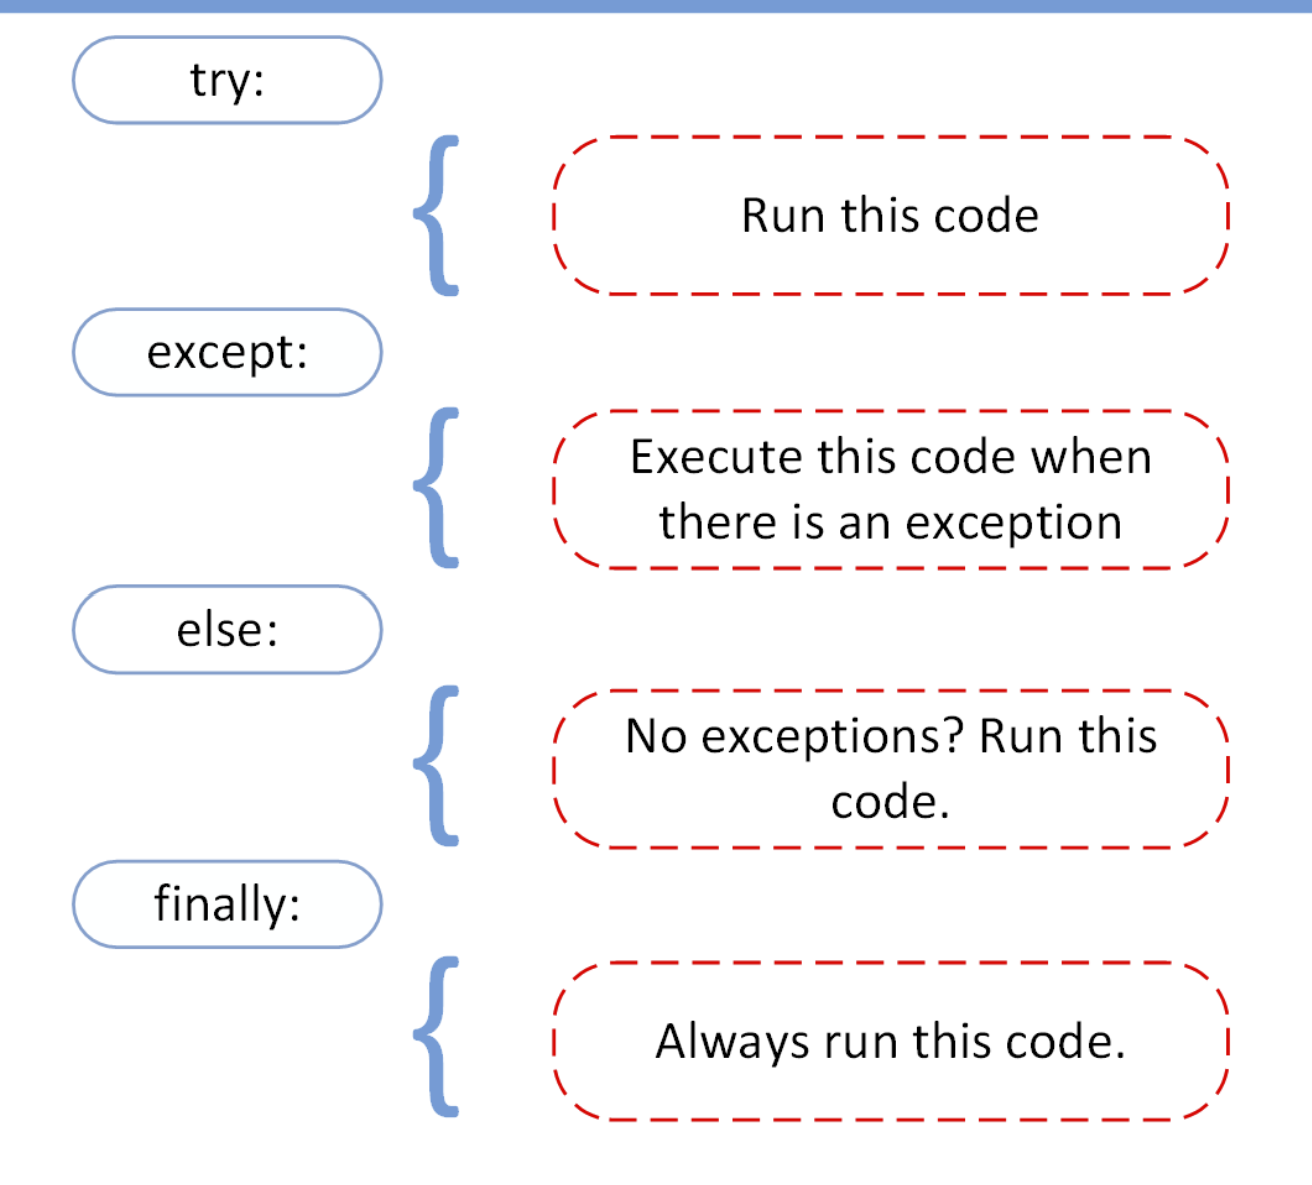 try:
Run this code
except:
Execute this code when
there is an exception
else:
No exceptions? Run this
code.
finally:
Always run this code.